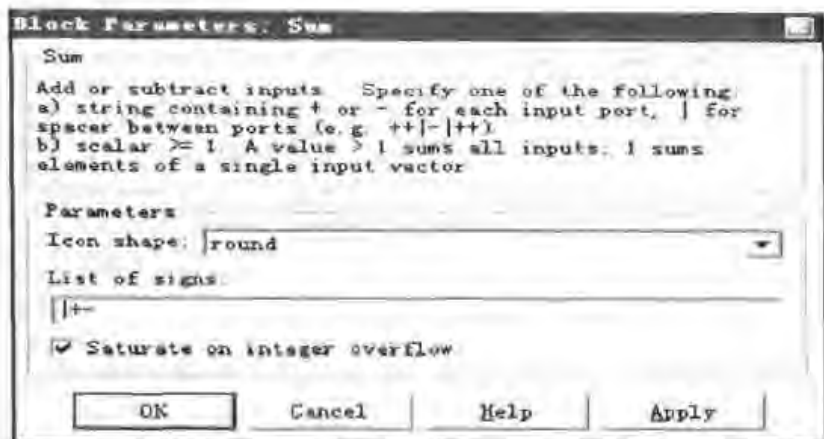 Block Parameters: Sum
Sum
Add or subtract inputs. Specify one of the following:
a) string containing + or - for each input port, | for
spacer between ports (e.g. ++|-|++)
b) scalar >= 1. A value > 1 sums all inputs; 1 sums
elements of a single input vector
Parameters
Icon shape: round
List of signs:
|+-
Saturate on integer overflow
OK Cancel Help Apply